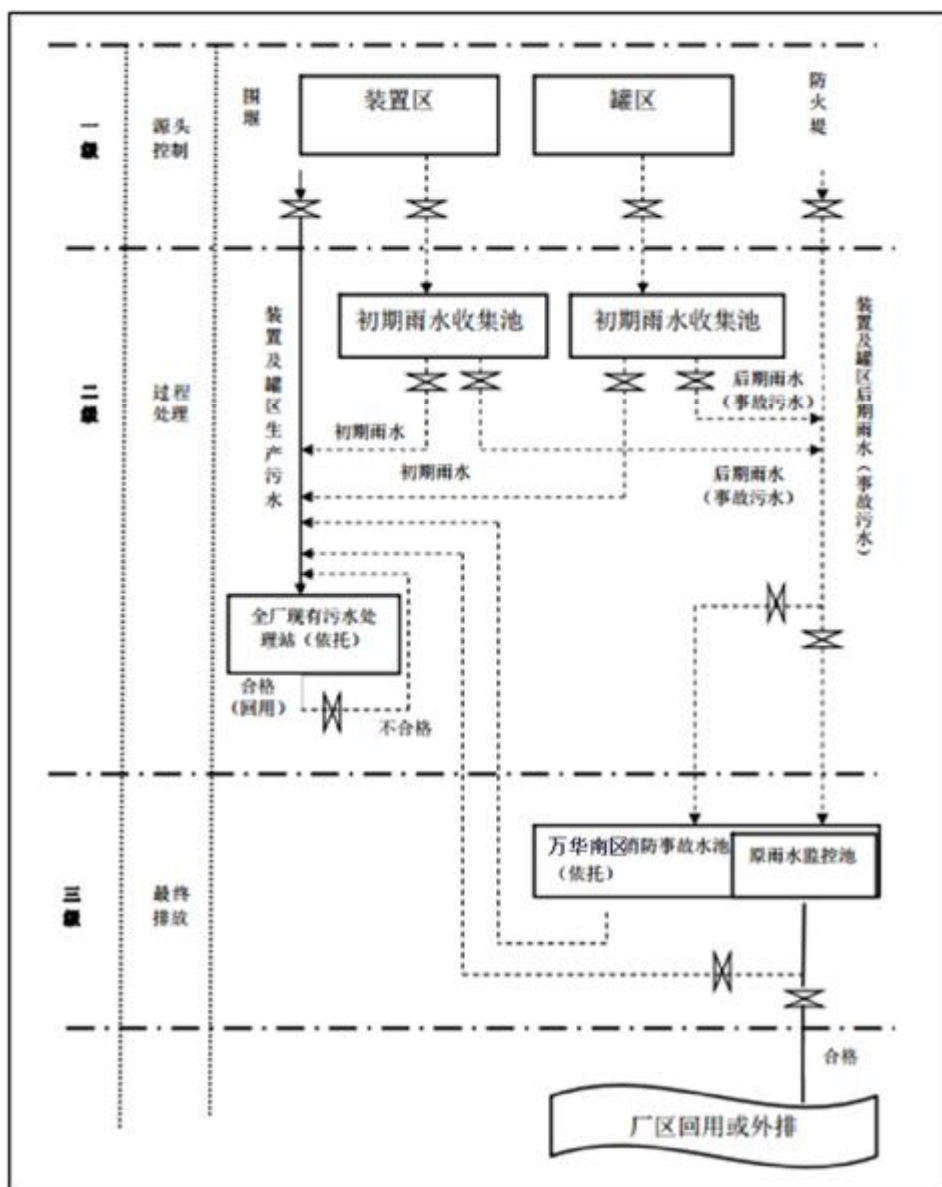 围堰
装置区
罐区
防火堤
一级
源头
控制
装置及罐区生产污水
初期雨水收集池
初期雨水收集池
装置及罐区后期雨水（事故污水）
二级
过程
处理
后期雨水
（事故污水）
初期雨水
初期雨水
后期雨水
（事故污水）
全厂现有污水处
理站（依托）
合格
（回用）
不合格
三级
最终
排放
万华南区消防事故水池
（依托）
原雨水监控池
合格
厂区回用或外排